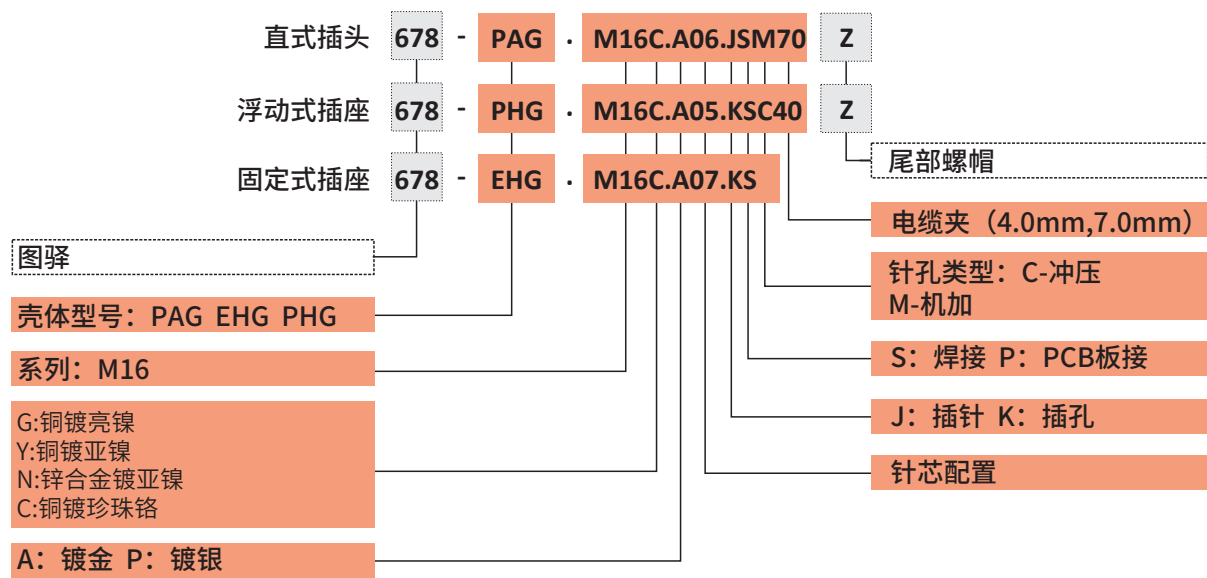 直式插头 678 - PAG . M16C.A06.JSM70 Z
浮动式插座 678 - PHG . M16C.A05.KSC40 Z
固定式插座 678 - EHG . M16C.A07.KS
尾部螺帽
电缆夹（4.0mm,7.0mm）
图驿
针孔类型：C-冲压
M-机加
壳体型号：PAG EHG PHG
S：焊接 P：PCB板接
系列：M16
J：插针 K：插孔
G:铜镀亮镍
Y:铜镀亚镍
N:锌合金镀亚镍
C:铜镀珍珠铬
针芯配置
A：镀金 P：镀银